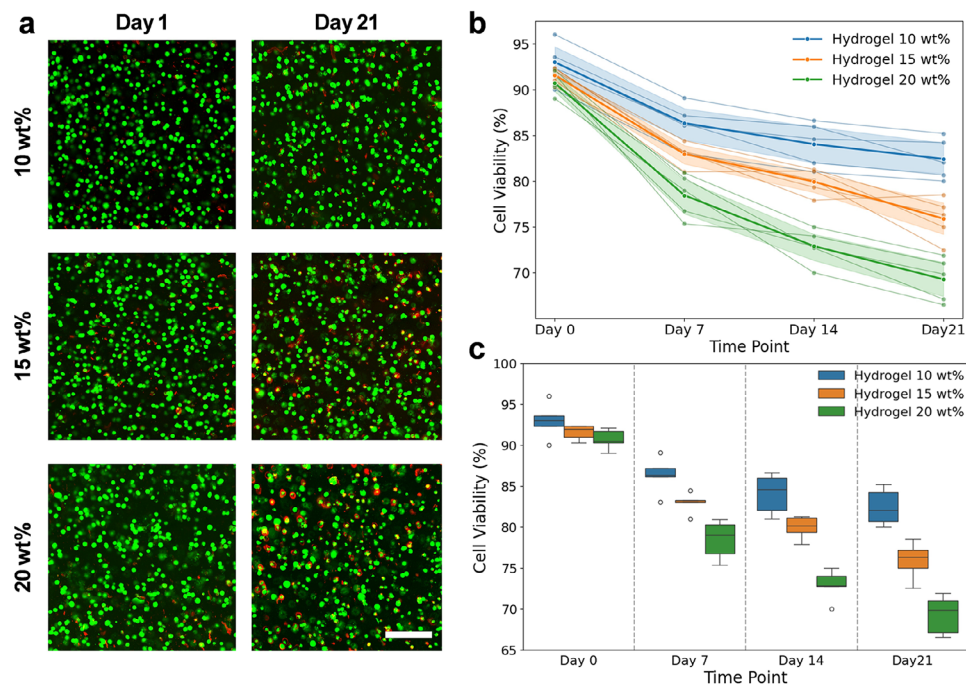 a
Day 1
Day 21
10 wt%
15 wt%
20 wt%
b
Hydrogel 10 wt%
Hydrogel 15 wt%
Hydrogel 20 wt%
Cell Viability (%)
95
90
85
80
75
70
Day 0
Day 7
Day 14
Day21
Time Point
c
Hydrogel 10 wt%
Hydrogel 15 wt%
Hydrogel 20 wt%
Cell Viability (%)
100
95
90
85
80
75
70
65
Day 0
Day 7
Day 14
Day21
Time Point